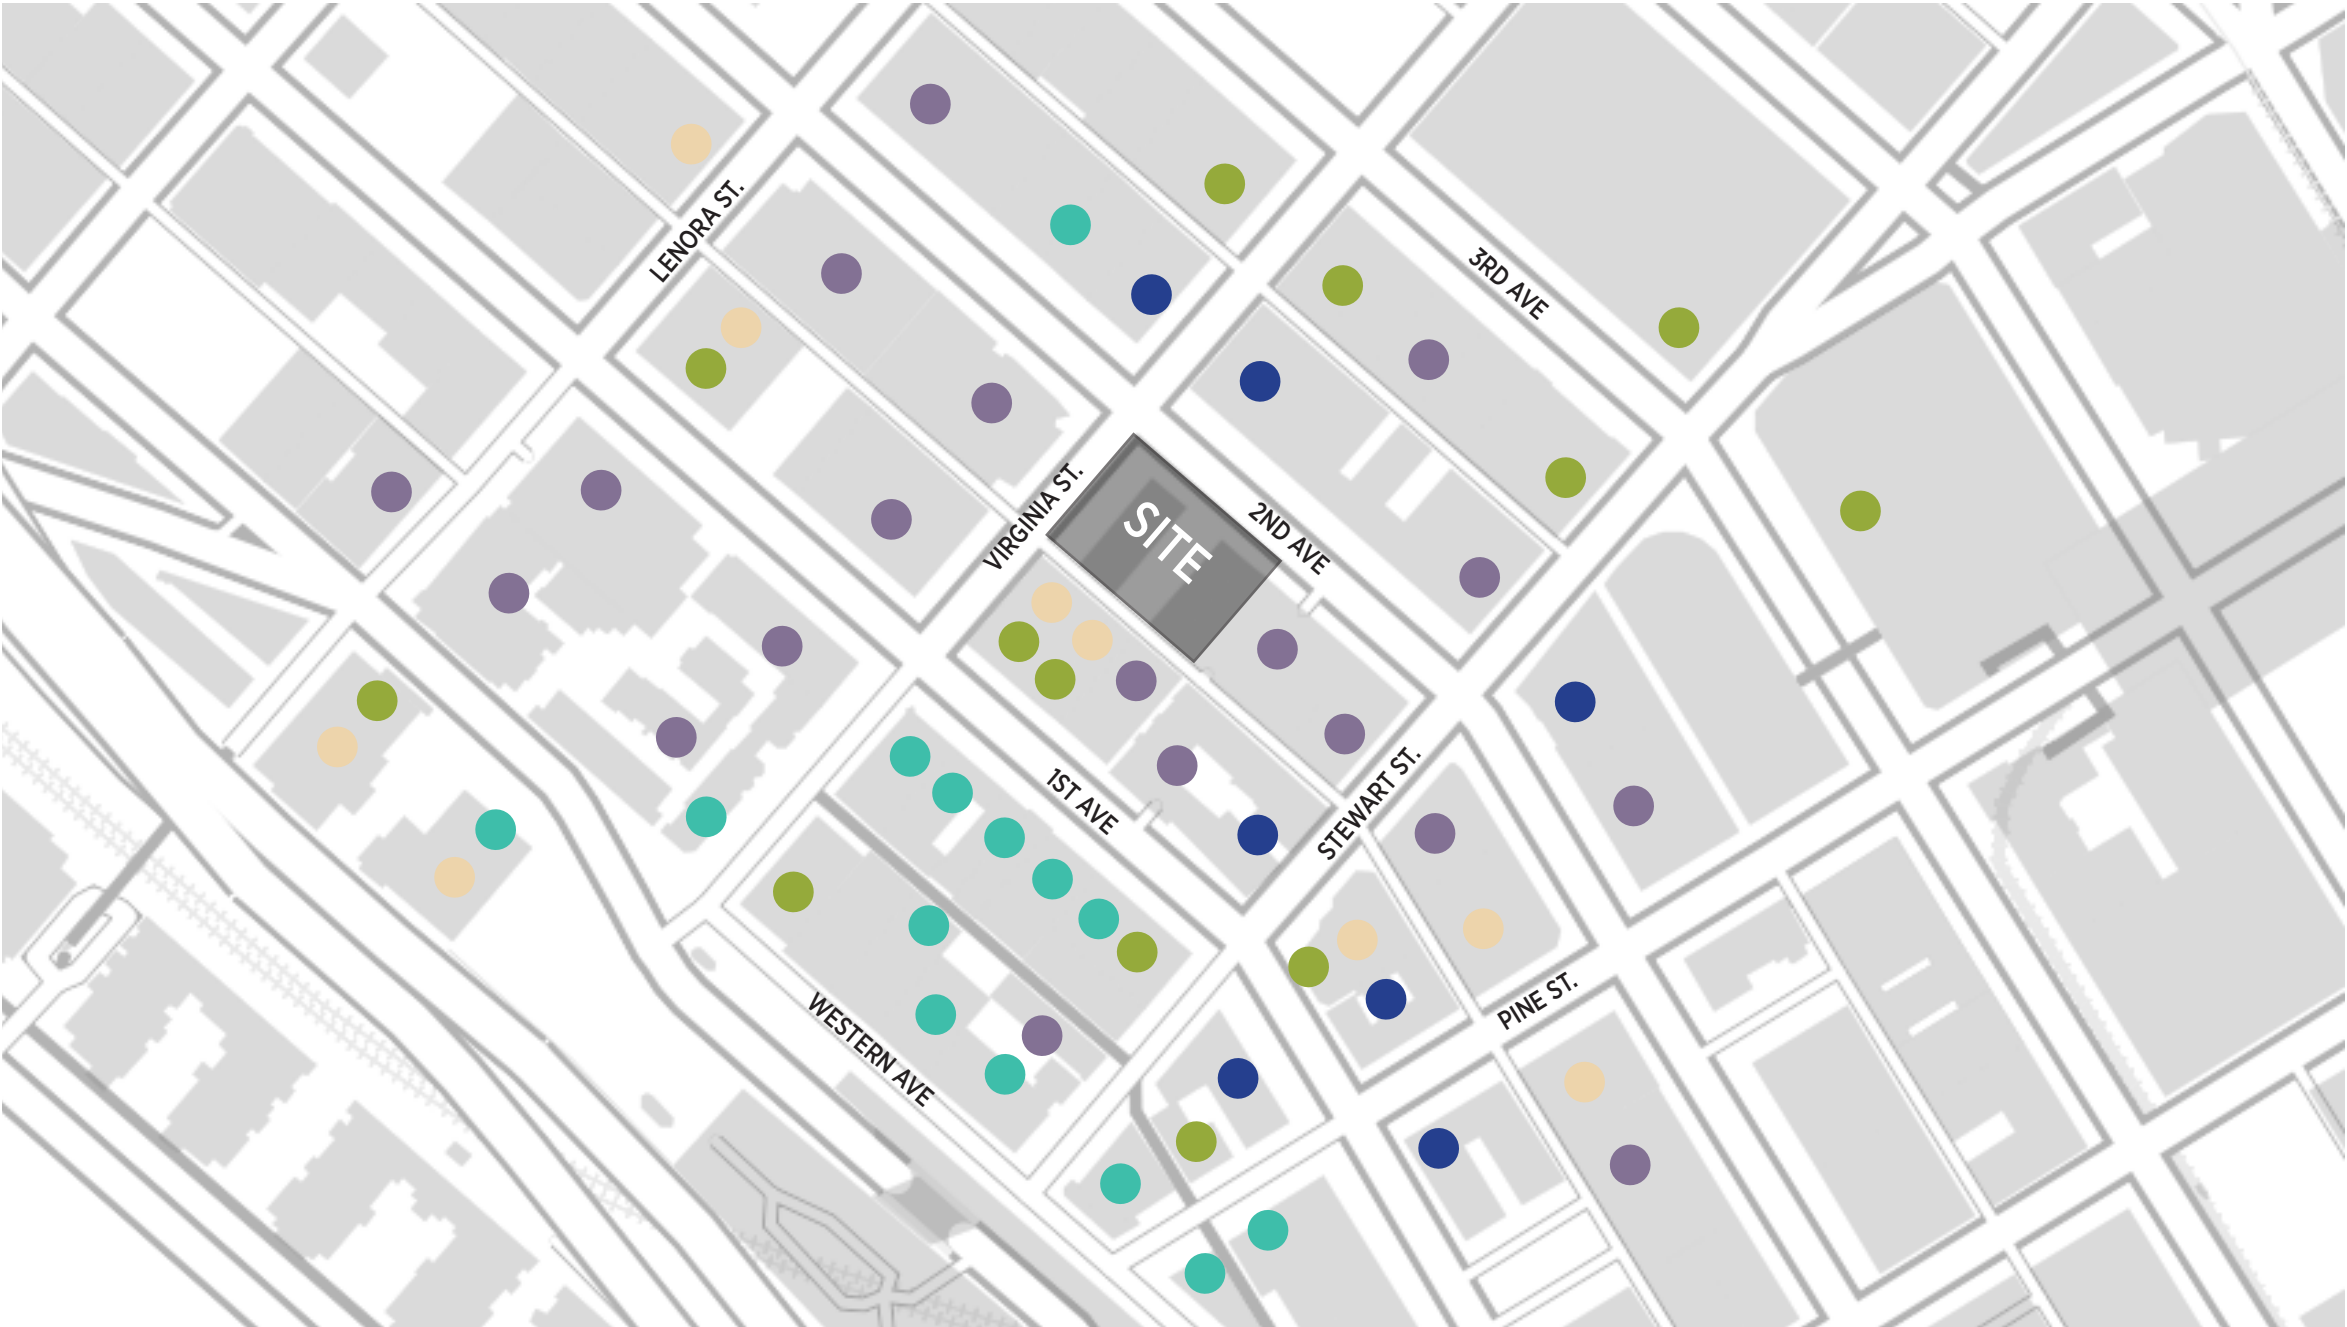 LENORA ST.
3RD AVE
VIRGINIA ST.
SITE
2ND AVE
1ST AVE
STEWART ST.
PINE ST.
WESTERN AVE